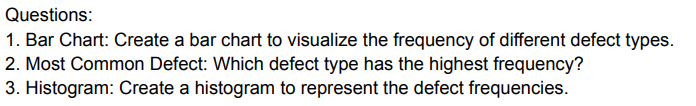 Questions:
1. Bar Chart: Create a bar chart to visualize the frequency of different defect types.
2. Most Common Defect: Which defect type has the highest frequency?
3. Histogram: Create a histogram to represent the defect frequencies.